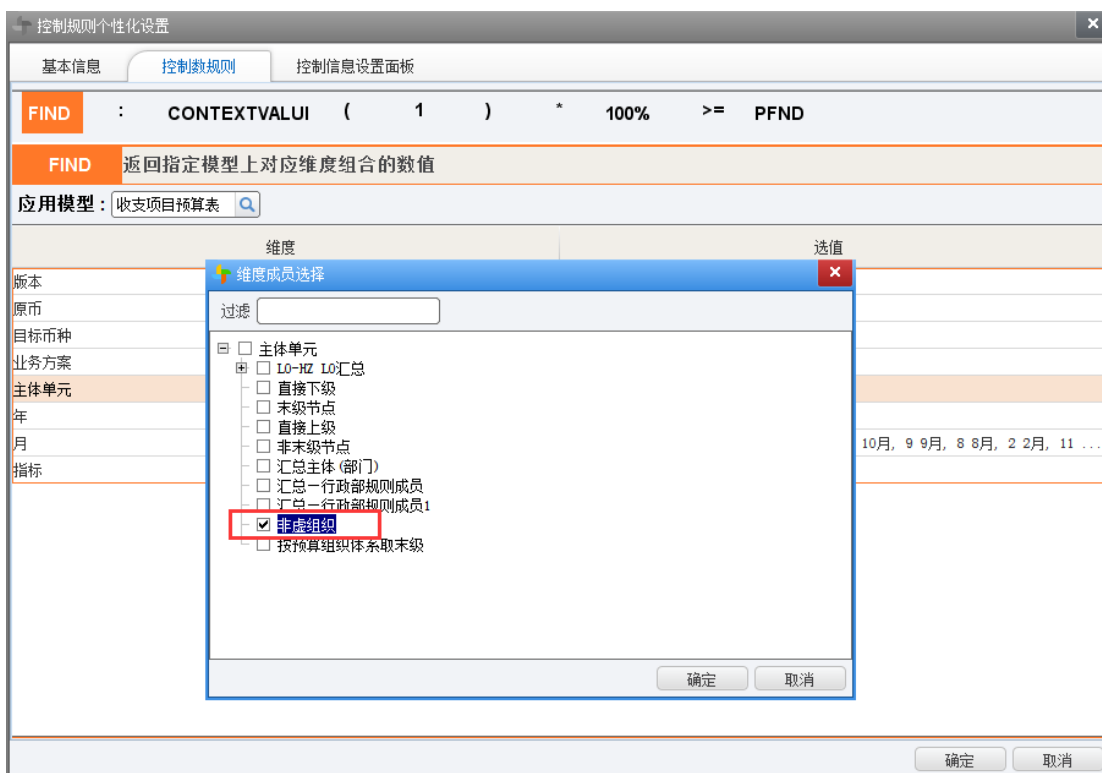 控制规则个性化设置
基本信息 控制数规则 控制信息设置面板
FIND : CONTEXTVALUI ( 1 ) * 100% >= PFND
FIND 返回指定模型上对应维度组合的数值
应用模型： 收支项目预算表
维度 选值
版本
原币
目标币种
业务方案
主体单元
年
月 10月, 9 9月, 8 8月, 2 2月, 11 ...
指标
维度成员选择
过滤
主体单元
LO-HZ LO汇总
直接下级
末级节点
直接上级
非末级节点
汇总主体(部门)
汇总一行政部规则成员
汇总一行政部规则成员1
非虚组织
按预算组织体系取末级
确定 取消
确定 取消